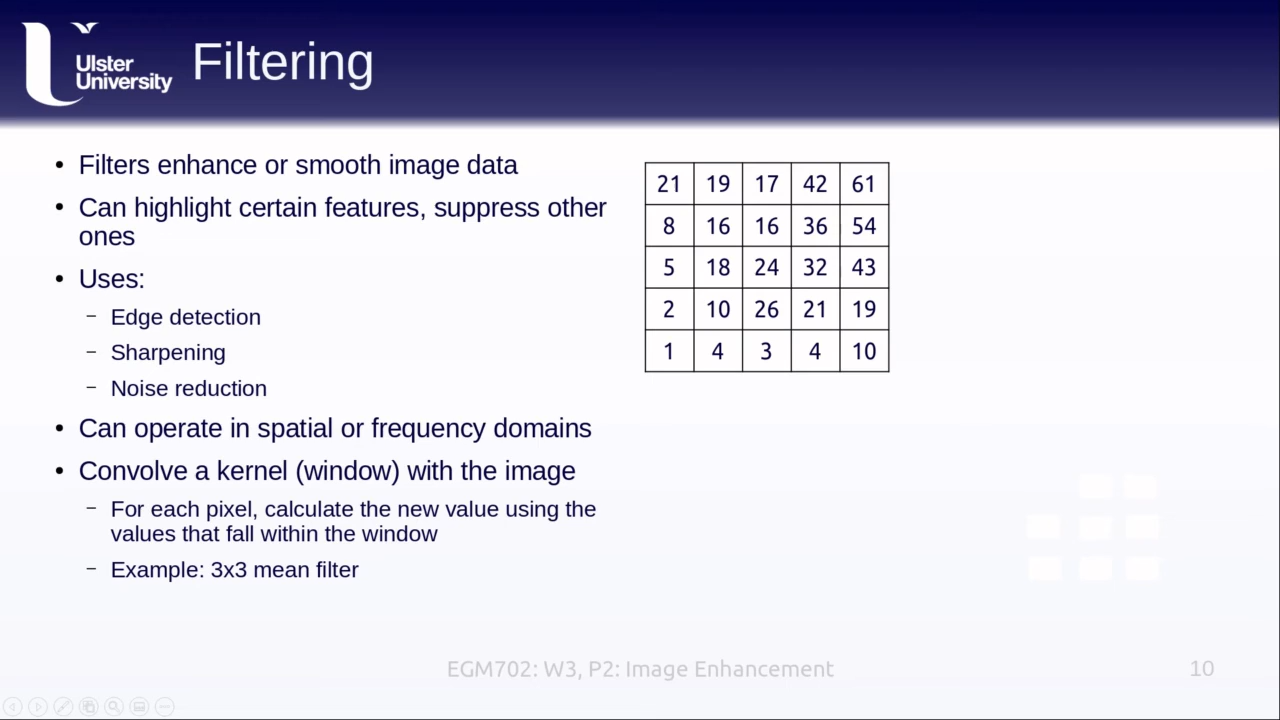 Ulster
University
Filtering
• Filters enhance or smooth image data
• Can highlight certain features, suppress other
ones
• Uses:
– Edge detection
– Sharpening
– Noise reduction
• Can operate in spatial or frequency domains
• Convolve a kernel (window) with the image
– For each pixel, calculate the new value using the
values that fall within the window
– Example: 3x3 mean filter
21 19 17 42 61
8 16 16 36 54
5 18 24 32 43
2 10 26 21 19
1 4 3 4 10
EGM702: W3, P2: Image Enhancement
10